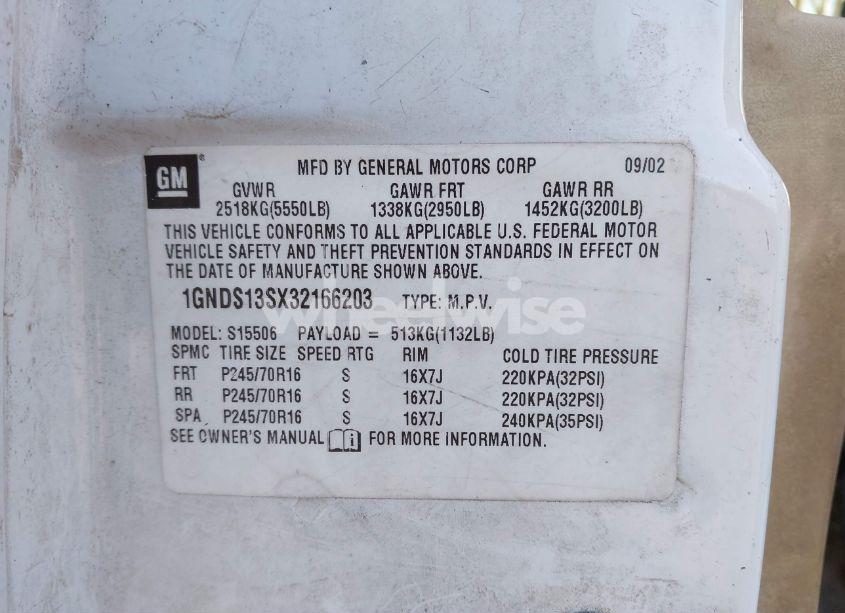 GM
MFD BY GENERAL MOTORS CORP 09/02
GVWR GAWR FRT GAWR RR
2518KG(5550LB) 1338KG(2950LB) 1452KG(3200LB)
THIS VEHICLE CONFORMS TO ALL APPLICABLE U.S. FEDERAL MOTOR
VEHICLE SAFETY AND THEFT PREVENTION STANDARDS IN EFFECT ON
THE DATE OF MANUFACTURE SHOWN ABOVE.
1GNDS13SX32166203 TYPE: M.P.V.
wheelwise
MODEL: S15506 PAYLOAD = 513KG(1132LB)
SPMC TIRE SIZE SPEED RTG RIM COLD TIRE PRESSURE
FRT P245/70R16 S 16X7J 220KPA(32PSI)
RR P245/70R16 S 16X7J 220KPA(32PSI)
SPA P245/70R16 S 16X7J 240KPA(35PSI)
SEE OWNER'S MANUAL FOR MORE INFORMATION.